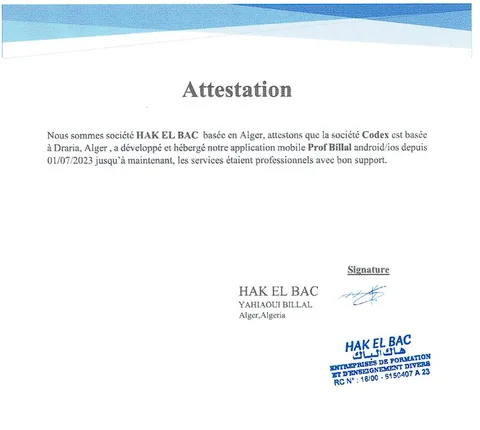 Attestation
Nous sommes société HAK EL BAC basée en Alger, attestons que la société Codex est basée
à Draria, Alger , a développé et hébergé notre application mobile Prof Billal android/ios depuis
01/07/2023 jusqu'à maintenant, les services étaient professionnels avec bon support.
Signature
HAK EL BAC
YAHIAOUI BILLAL
Alger,Algeria
HAK EL BAC
هاك الباك
ENTREPRISES DE FORMATION
ET D'ENSEIGNEMENT DIVERS
RC N° : 16/00 - 5150407 A 23